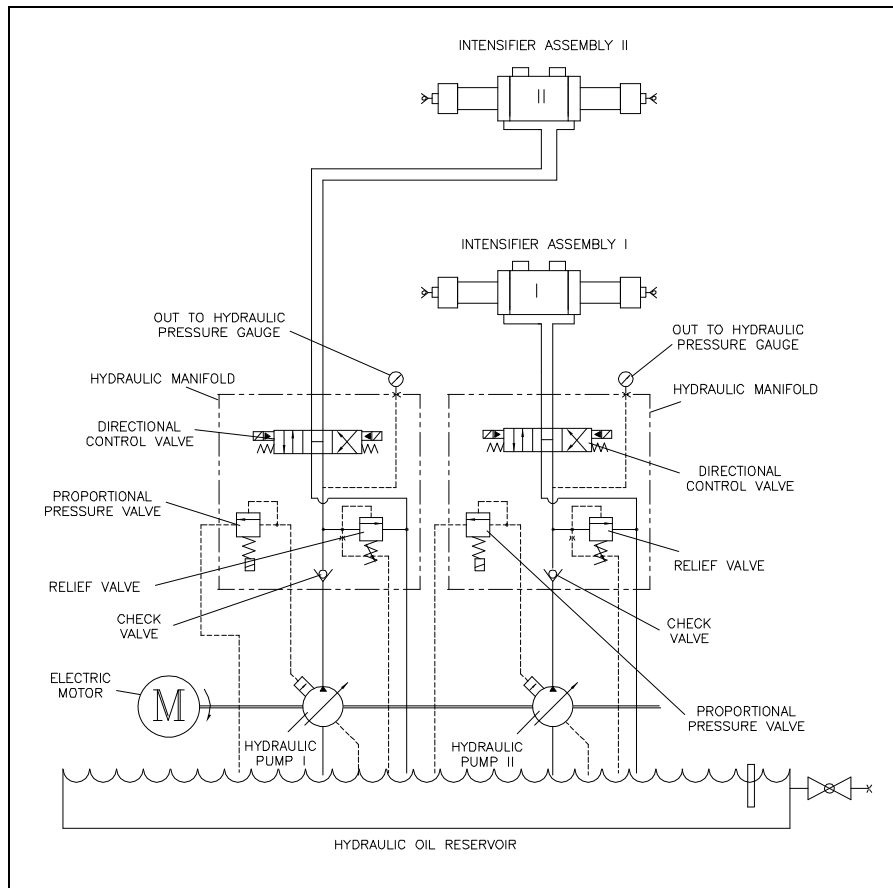 INTENSIFIER ASSEMBLY II
II
INTENSIFIER ASSEMBLY I
I
OUT TO HYDRAULIC
PRESSURE GAUGE
OUT TO HYDRAULIC
PRESSURE GAUGE
HYDRAULIC MANIFOLD
HYDRAULIC MANIFOLD
DIRECTIONAL
CONTROL VALVE
DIRECTIONAL
CONTROL VALVE
PROPORTIONAL
PRESSURE VALVE
RELIEF VALVE
RELIEF VALVE
CHECK
VALVE
CHECK
VALVE
ELECTRIC
MOTOR
M
PROPORTIONAL
PRESSURE VALVE
HYDRAULIC
PUMP I
HYDRAULIC
PUMP II
HYDRAULIC OIL RESERVOIR